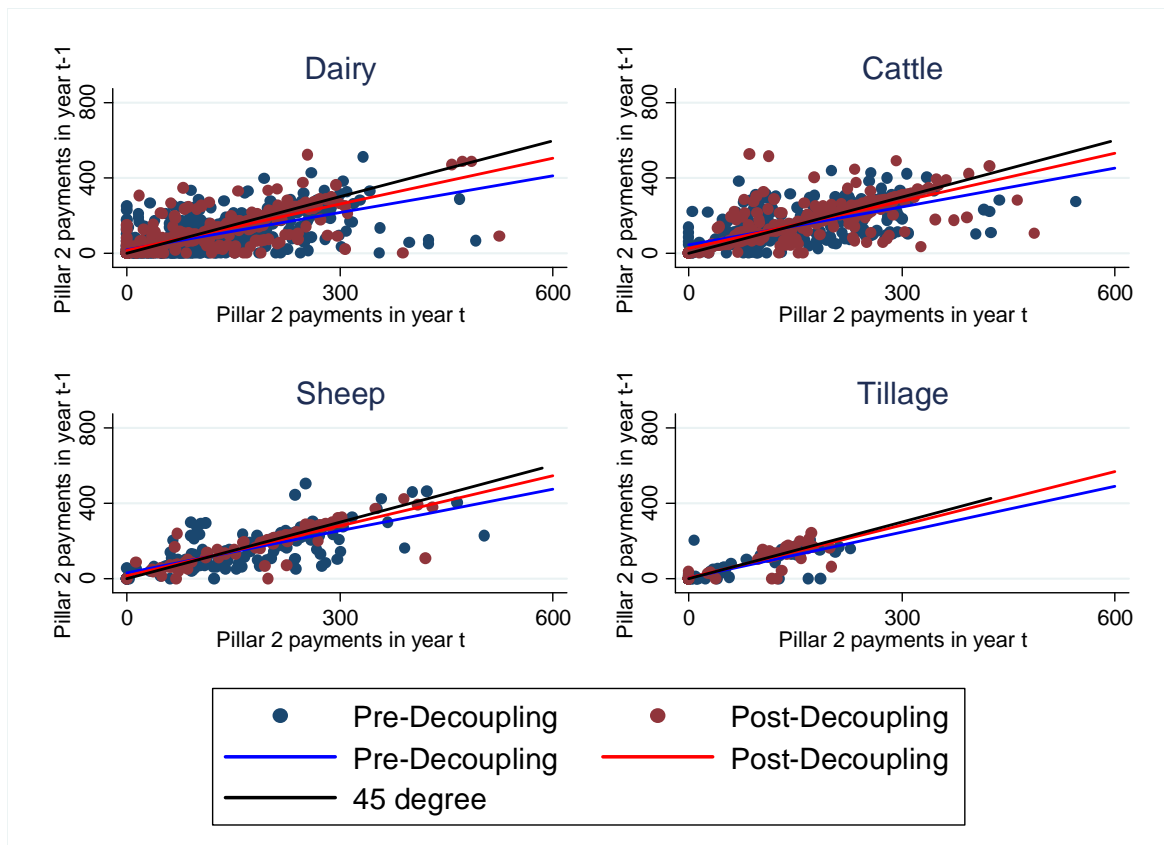 Dairy
Pillar 2 payments in year t-1
800
400
0
0 300 600
Pillar 2 payments in year t
Cattle
Pillar 2 payments in year t-1
800
400
0
0 300 600
Pillar 2 payments in year t
Sheep
Pillar 2 payments in year t-1
800
400
0
0 300 600
Pillar 2 payments in year t
Tillage
Pillar 2 payments in year t-1
800
400
0
0 300 600
Pillar 2 payments in year t
Pre-Decoupling Post-Decoupling
Pre-Decoupling Post-Decoupling
45 degree